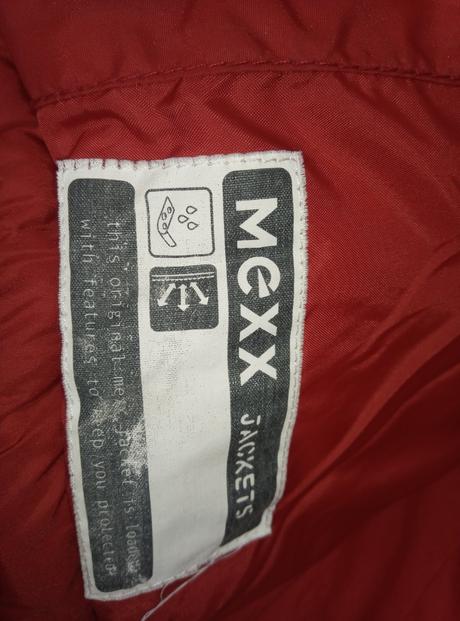 MEXX JACKETS
this original mexx jacket is loaded
with features to keep you protected